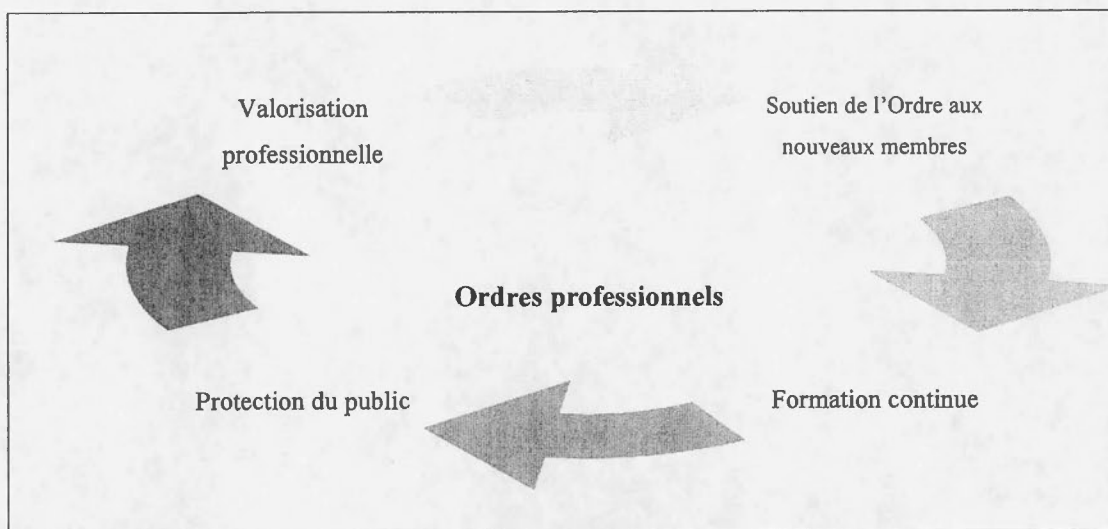 Valorisation
professionnelle
Soutien de l'Ordre aux
nouveaux membres
Ordres professionnels
Protection du public
Formation continue